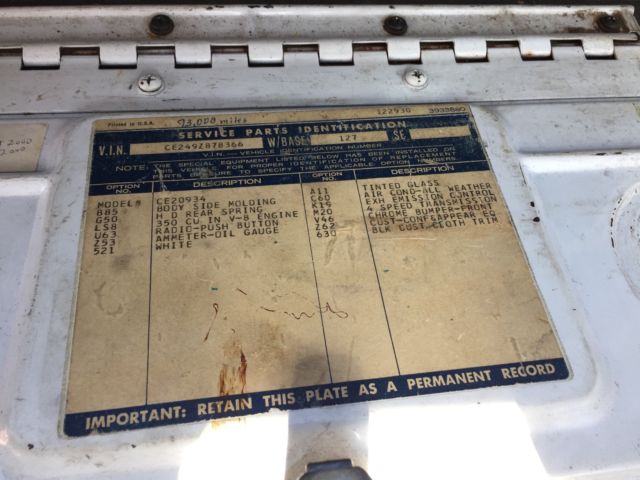 Printed in U.S.A. 93,000 miles 122930 3933860
SERVICE PARTS IDENTIFICATION
V.I.N. CE249Z878366 W/BASE 127 SE
V.I.N. — VEHICLE IDENTIFICATION NUMBER
NOTE: THE SPECIAL EQUIPMENT LISTED BELOW HAS BEEN INSTALLED ON THIS VEHICLE. FOR PROPER IDENTIFICATION OF REPLACEMENT PARTS BE SURE TO SPECIFY THE APPLICABLE OPTION NUMBERS.
OPTION NO. DESCRIPTION OPTION NO. DESCRIPTION
MODEL# CE20934 A11 TINTED GLASS
B85 BODY SIDE MOLDING C60 AIR COND-ALL WEATHER
G50 H D REAR SPRING K19 EXH EMISSION CONTROL
LS8 350 CU IN V-8 ENGINE M20 4 SPEED TRANSMISSION
U63 RADIO-PUSH BUTTON V46 CHROME BUMPER-FRONT
Z53 AMMETER-OIL GAUGE Z62 CUST-COMF&APPEAR EQ
521 WHITE 630 BLK CUST CLOTH TRIM
IMPORTANT: RETAIN THIS PLATE AS A PERMANENT RECORD